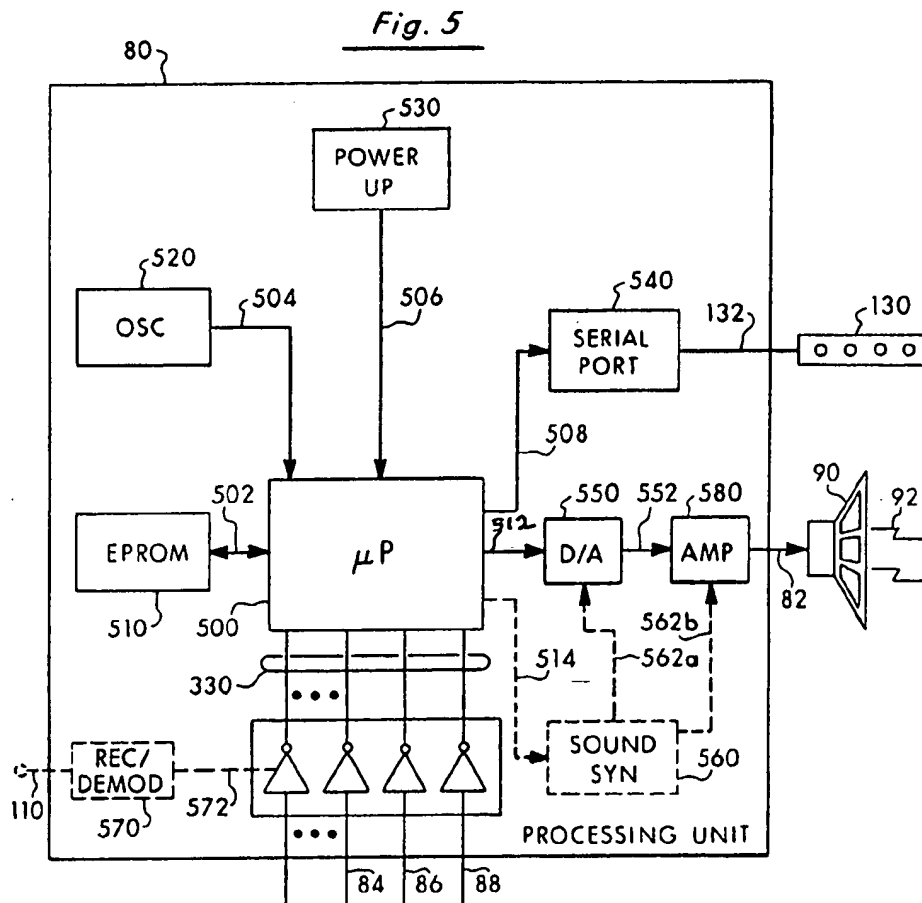 Fig. 5
80
530
POWER
UP
520
OSC
504
506
540
SERIAL
PORT
132
130
508
502
EPROM
510
μP
500
512
550
D/A
552
580
AMP
90
92
82
330
514
562a
562b
SOUND
SYN
560
REC/
DEMOD
570
110
572
PROCESSING UNIT
84
86
88